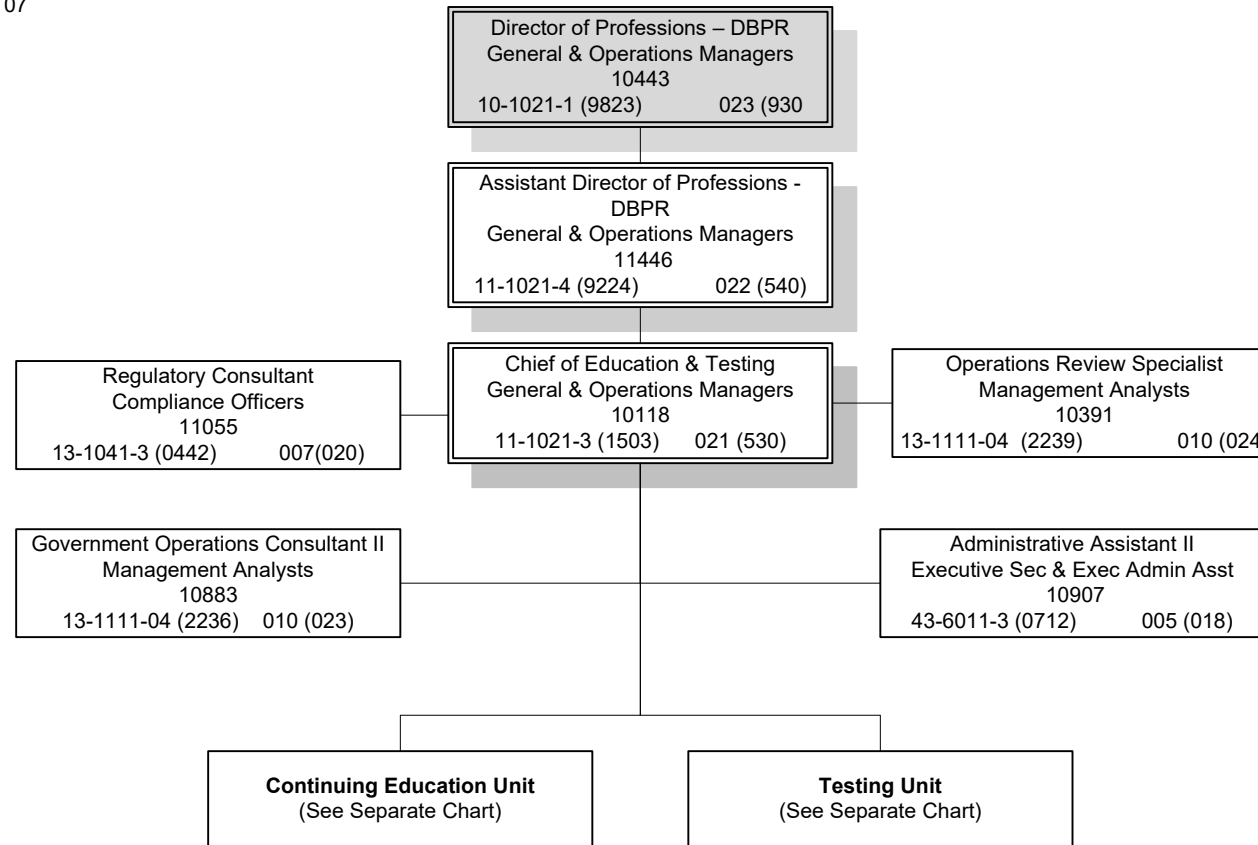 07
Director of Professions – DBPR
General & Operations Managers
10443
10-1021-1 (9823) 023 (930
Assistant Director of Professions -
DBPR
General & Operations Managers
11446
11-1021-4 (9224) 022 (540)
Chief of Education & Testing
General & Operations Managers
10118
11-1021-3 (1503) 021 (530)
Regulatory Consultant
Compliance Officers
11055
13-1041-3 (0442) 007(020)
Operations Review Specialist
Management Analysts
10391
13-1111-04 (2239) 010 (024
Government Operations Consultant II
Management Analysts
10883
13-1111-04 (2236) 010 (023)
Administrative Assistant II
Executive Sec & Exec Admin Asst
10907
43-6011-3 (0712) 005 (018)
Continuing Education Unit
(See Separate Chart)
Testing Unit
(See Separate Chart)